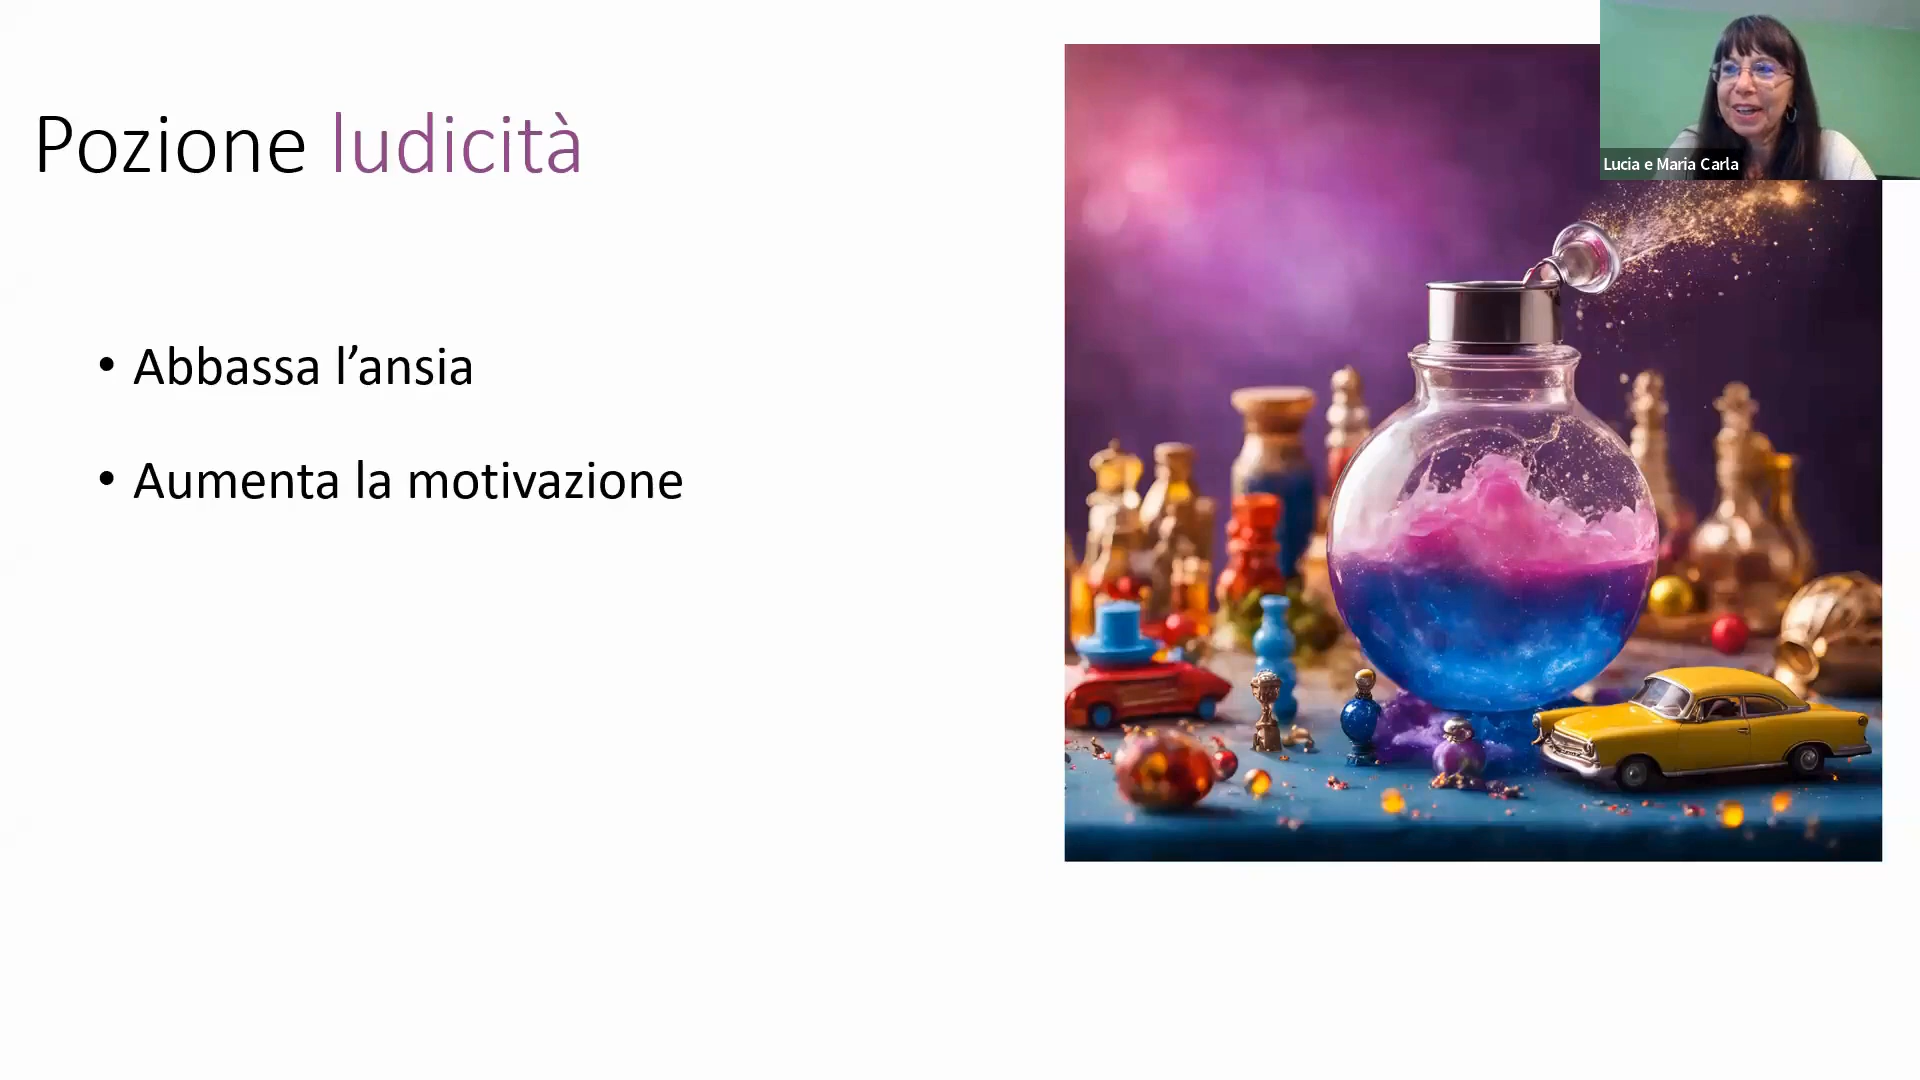 Pozione ludicità
• Abbassa l’ansia
• Aumenta la motivazione
Lucia e Maria Carla